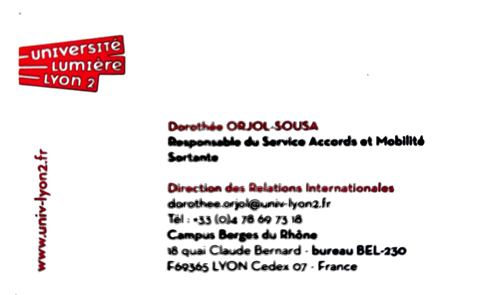 université
LUMIÈRE
LYON 2
www.univ-lyon2.fr
Dorothée ORJOL-SOUSA
Responsable du Service Accords et Mobilité
Sortante
Direction des Relations Internationales
dorothee.orjol@univ-lyon2.fr
Tél : +33 (0)4 78 69 73 18
Campus Berges du Rhône
18 quai Claude Bernard - bureau BEL-230
F69365 LYON Cedex 07 - France